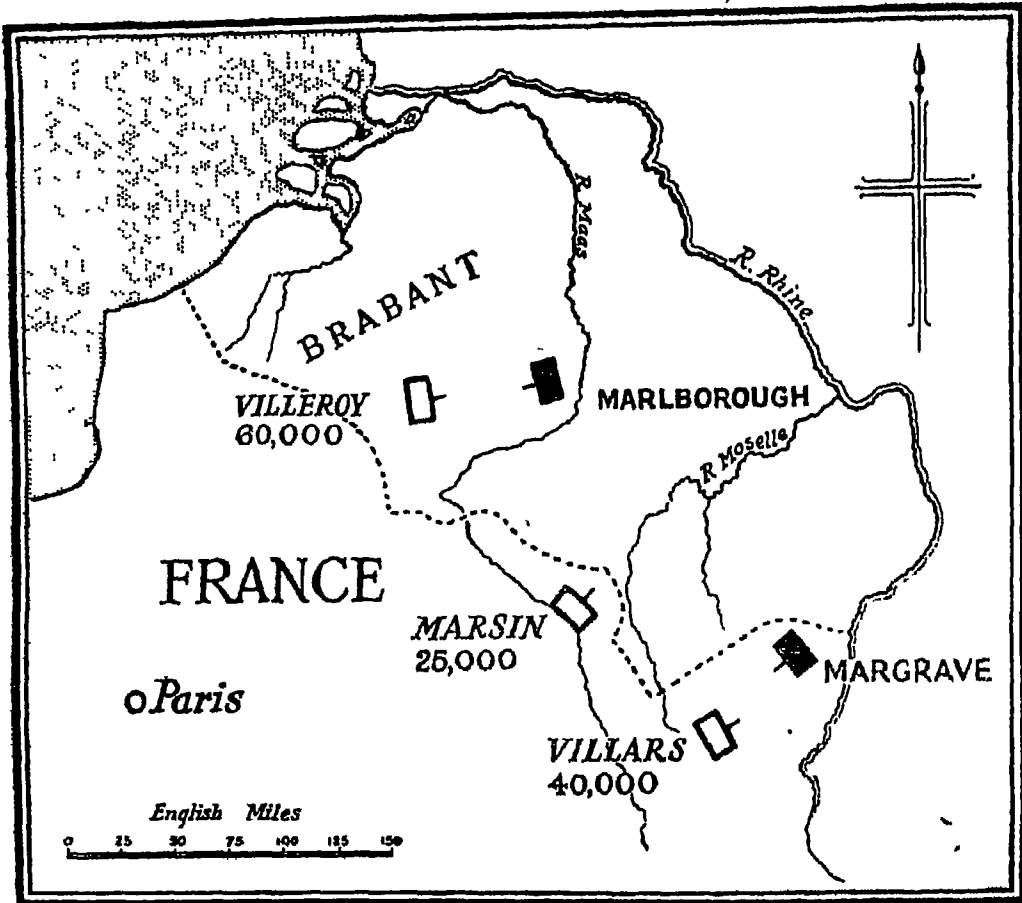 R. Maas
R. Rhine
BRABANT
VILLEROY
60,000
MARLBOROUGH
R Moselle
FRANCE
MARSIN
25,000
MARGRAVE
Paris
VILLARS
40,000
English Miles
0 25 50 75 100 125 150